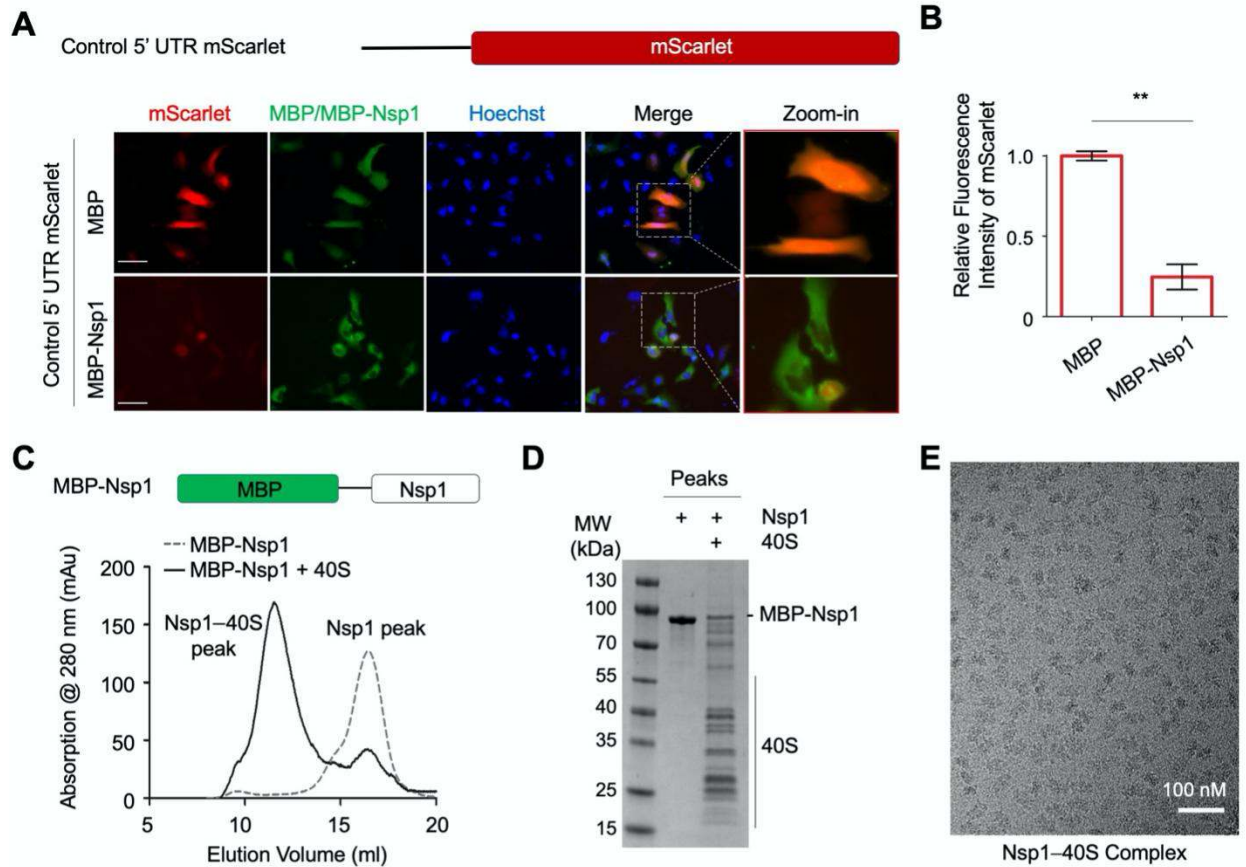 A
Control 5' UTR mScarlet
mScarlet
mScarlet
MBP/MBP-Nsp1
Hoechst
Merge
Zoom-in
Control 5' UTR mScarlet
MBP
MBP-Nsp1
B
**
Relative Fluorescence
Intensity of mScarlet
1.0
0.5
0
MBP
MBP-Nsp1
C
MBP-Nsp1
MBP
Nsp1
MBP-Nsp1
MBP-Nsp1 + 40S
Absorption @ 280 nm (mAu)
200
150
100
50
0
Nsp1–40S
peak
Nsp1 peak
5
10
15
20
Elution Volume (ml)
D
Peaks
+ + Nsp1
+ 40S
MW
(kDa)
130
100
70
55
40
35
25
15
MBP-Nsp1
40S
E
100 nM
Nsp1–40S Complex